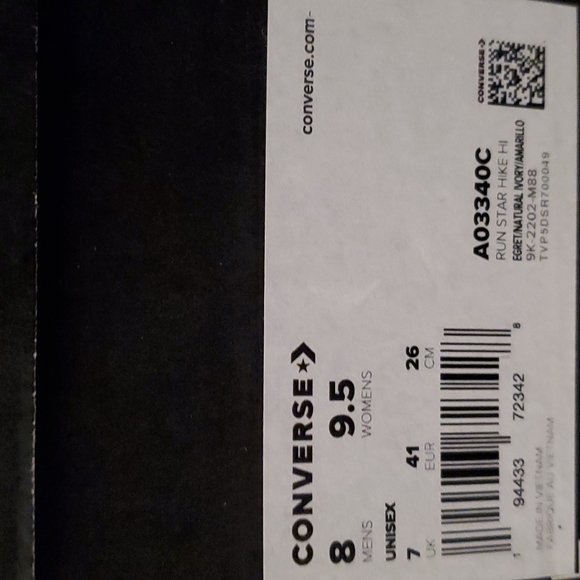 converse.com-
CONVERSE
8 9.5
MENS WOMENS
UNISEX
7 41 26
UK EUR CM
1 94433 72342 8
MADE IN VIETNAM
FABRIQUÉ AU VIETNAM
CONVERSE
A03340C
RUN STAR HIKE HI
EGRET/NATURAL IVORY/AMARILLO
9K-2202-M88
TVP5DSR700049